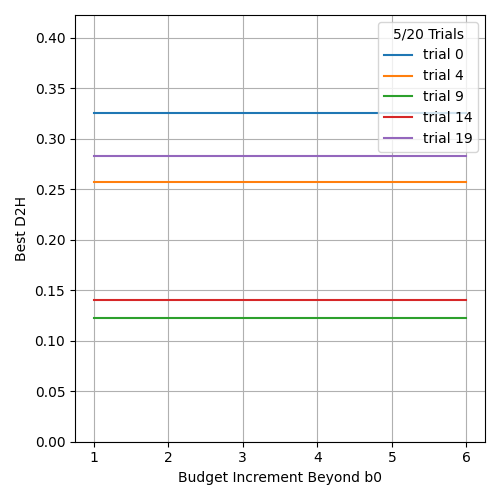 5/20 Trials
trial 0
trial 4
trial 9
trial 14
trial 19
0.40
0.35
0.30
0.25
0.20
0.15
0.10
0.05
0.00
Best D2H
1 2 3 4 5 6
Budget Increment Beyond b0